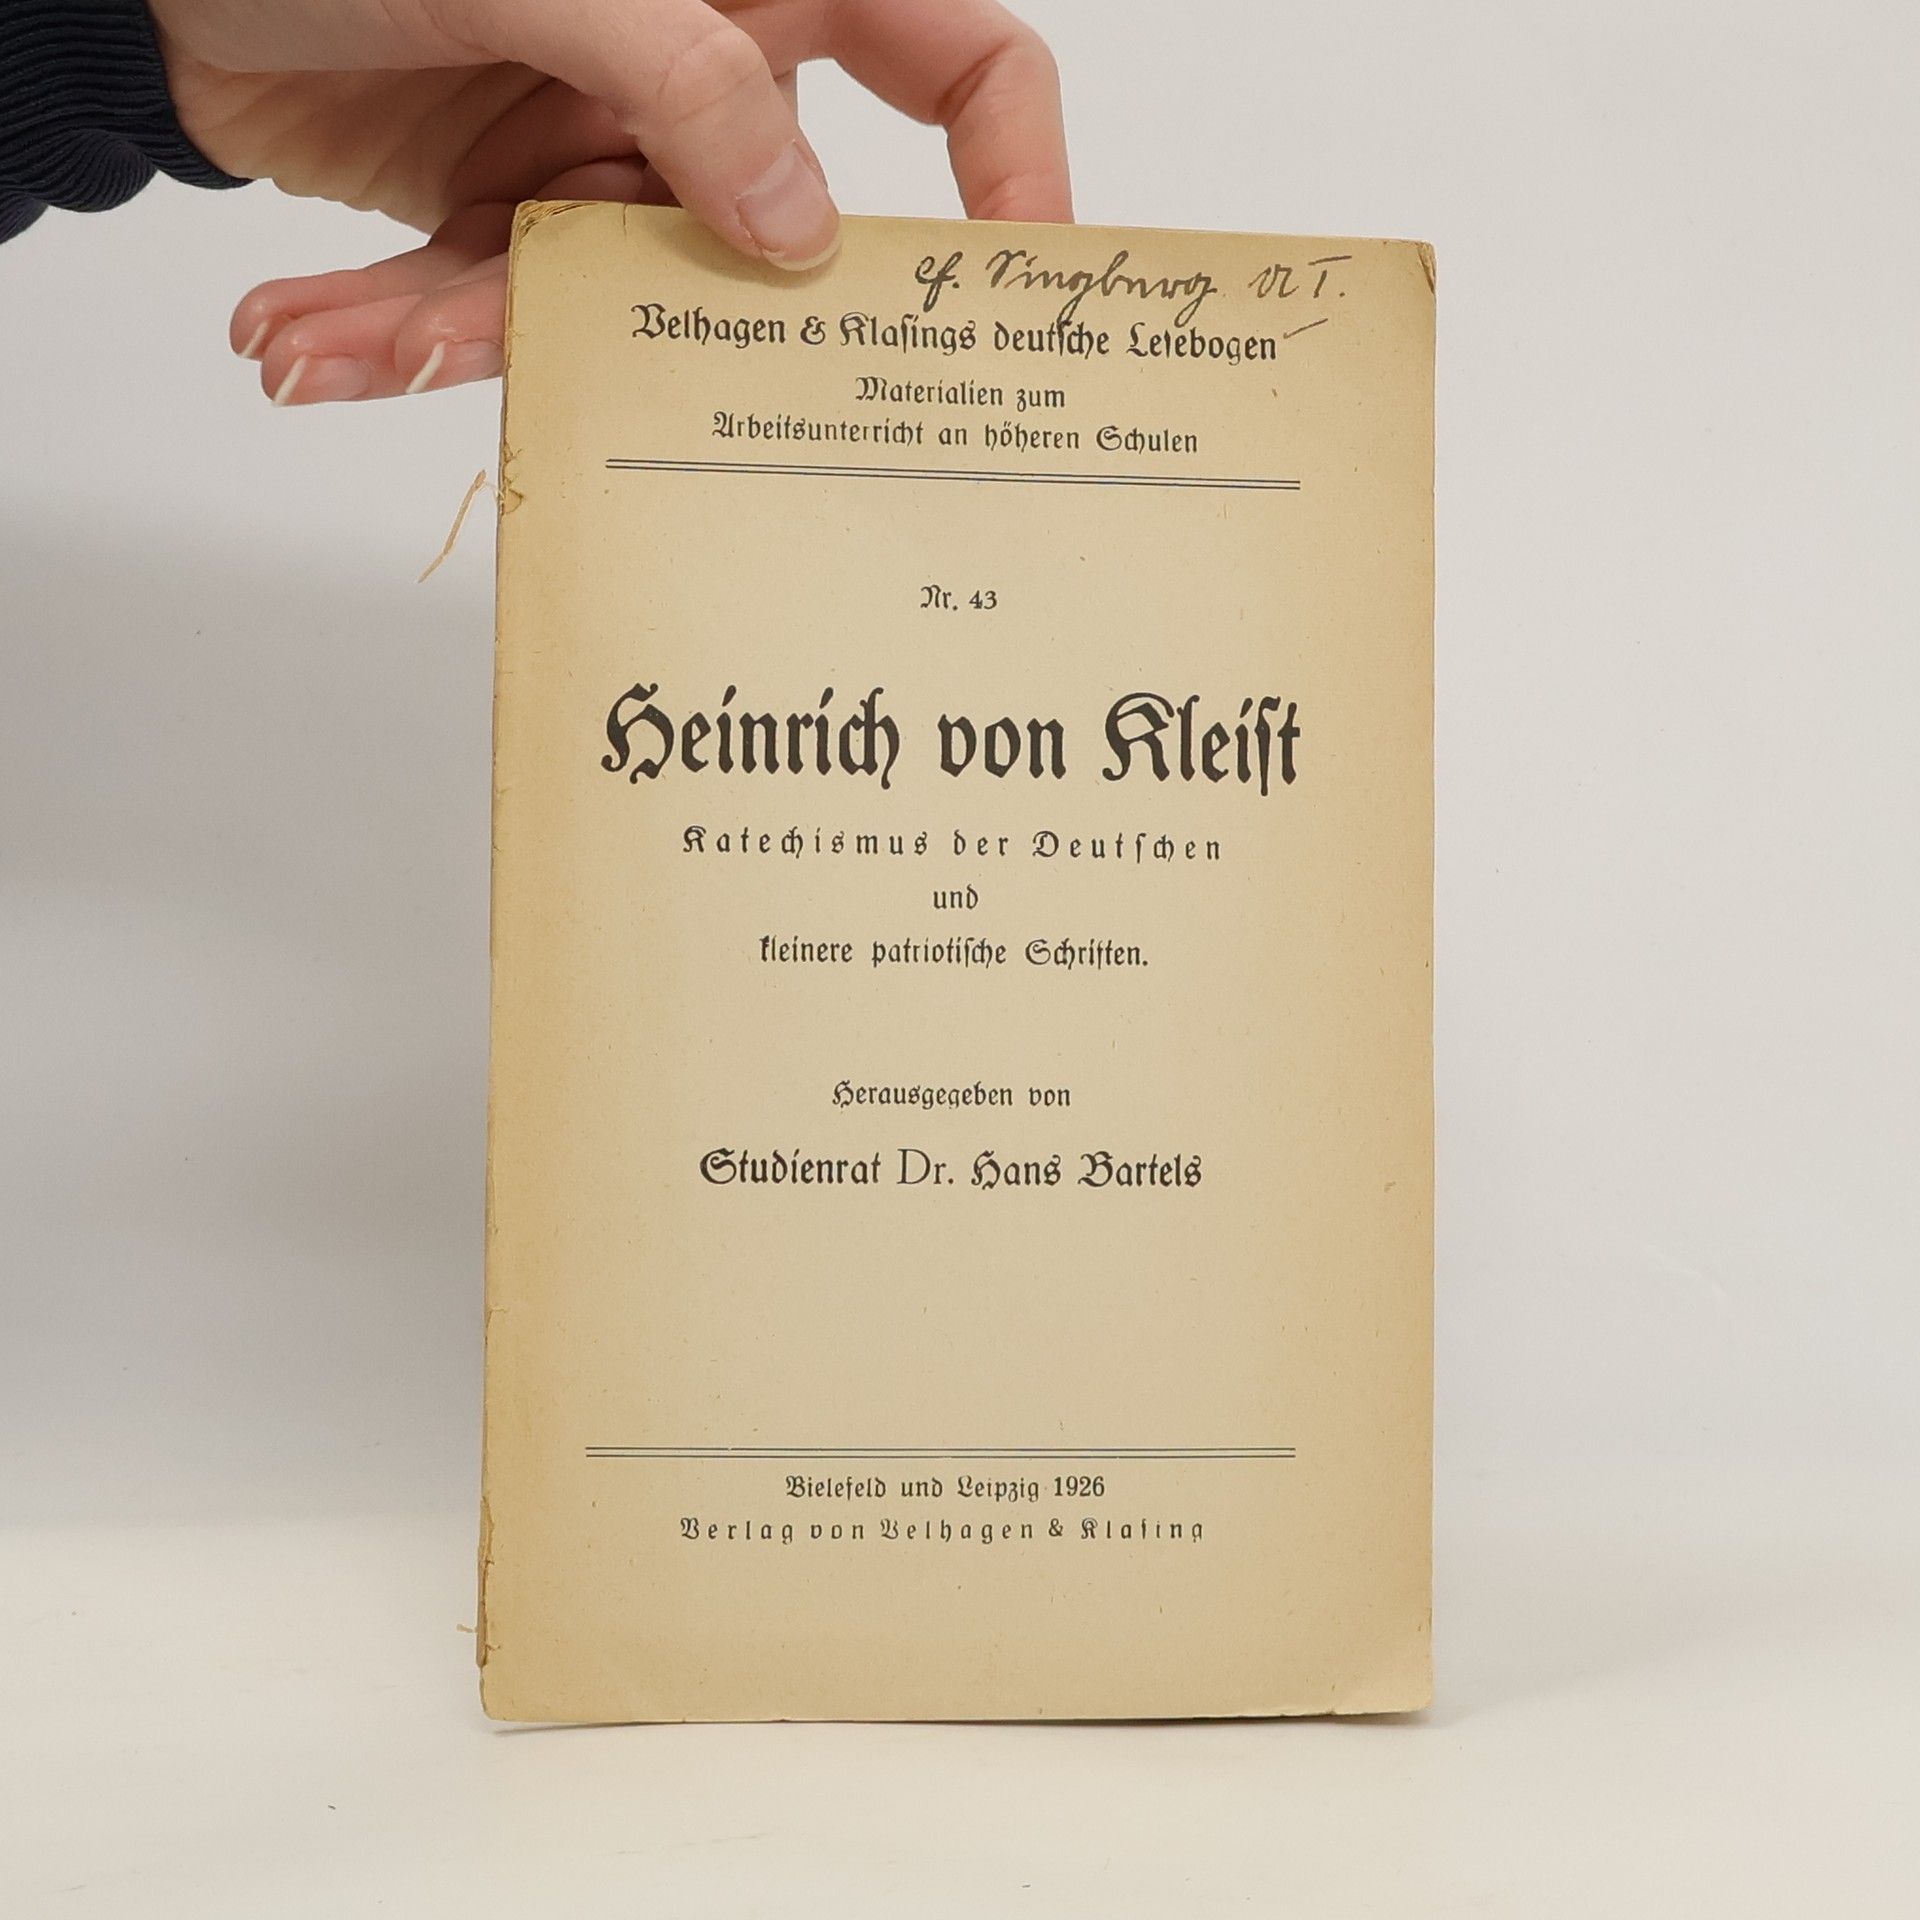 Velhagen & Klasings deutsche Lesebogen
Materialien zum
Arbeitsunterricht an höheren Schulen
Nr. 43
Heinrich von Kleist
Katechismus der Deutschen
und
kleinere patriotische Schriften.
Herausgegeben von
Studienrat Dr. Hans Bartels
Bielefeld und Leipzig 1926
Verlag von Velhagen & Klasing